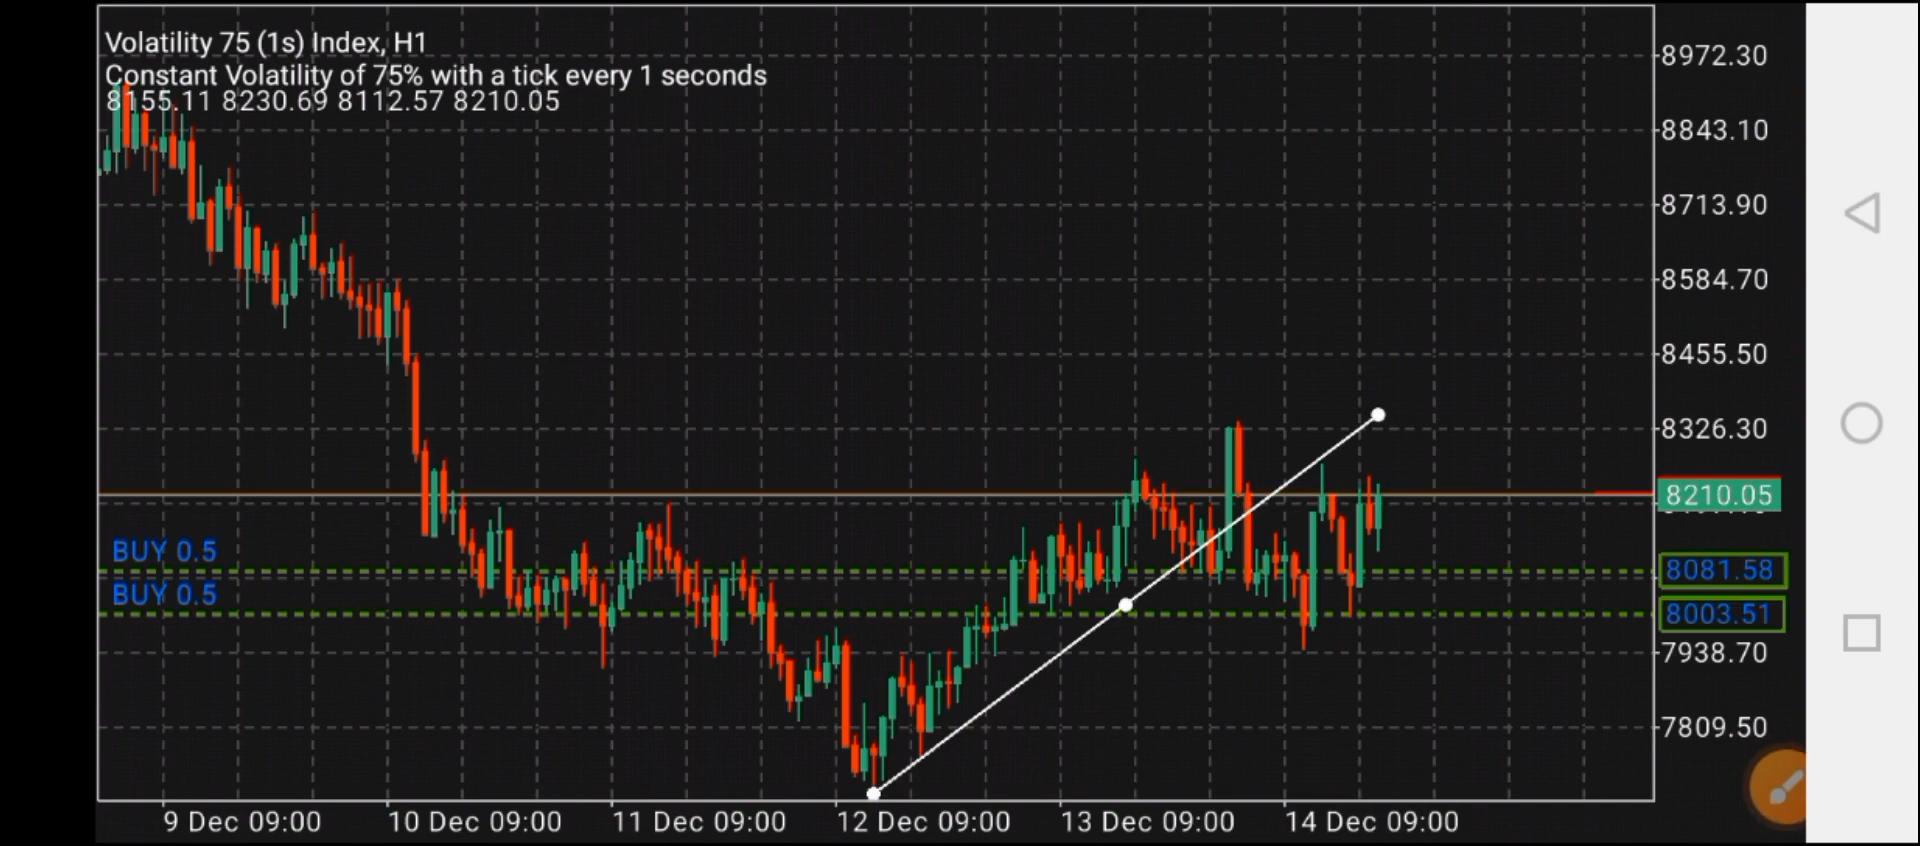 Volatility 75 (1s) Index, H1
Constant Volatility of 75% with a tick every 1 seconds
8155.11 8230.69 8112.57 8210.05
8972.30
8843.10
8713.90
8584.70
8455.50
8326.30
8210.05
BUY 0.5
8081.58
BUY 0.5
8003.51
7938.70
7809.50
9 Dec 09:00 10 Dec 09:00 11 Dec 09:00 12 Dec 09:00 13 Dec 09:00 14 Dec 09:00